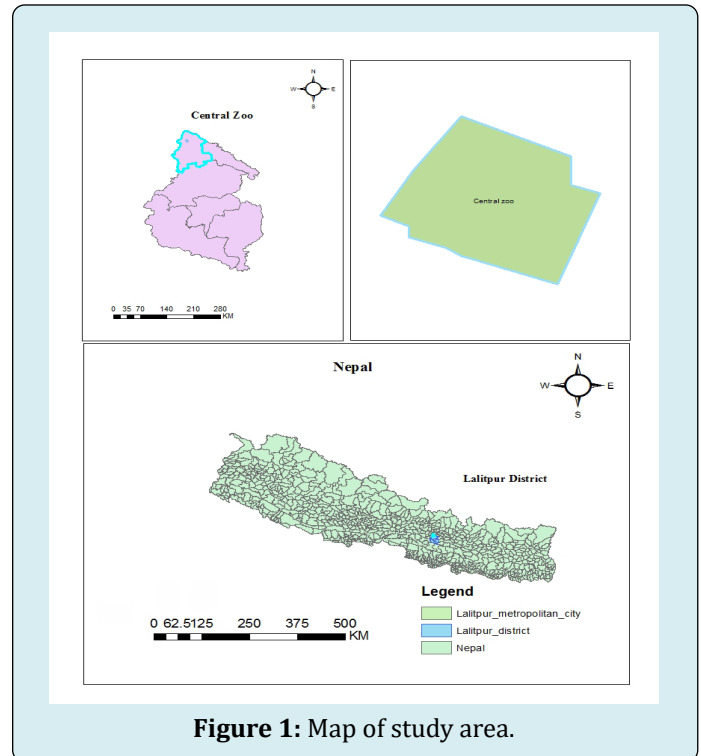 N
W E
S
Central Zoo
0 35 70 140 210 280
KM
Central zoo
Nepal
N
W E
S
Lalitpur District
Legend
Lalitpur_metropolitan_city
Lalitpur_district
Nepal
0 62.5125 250 375 500
KM
Figure 1: Map of study area.